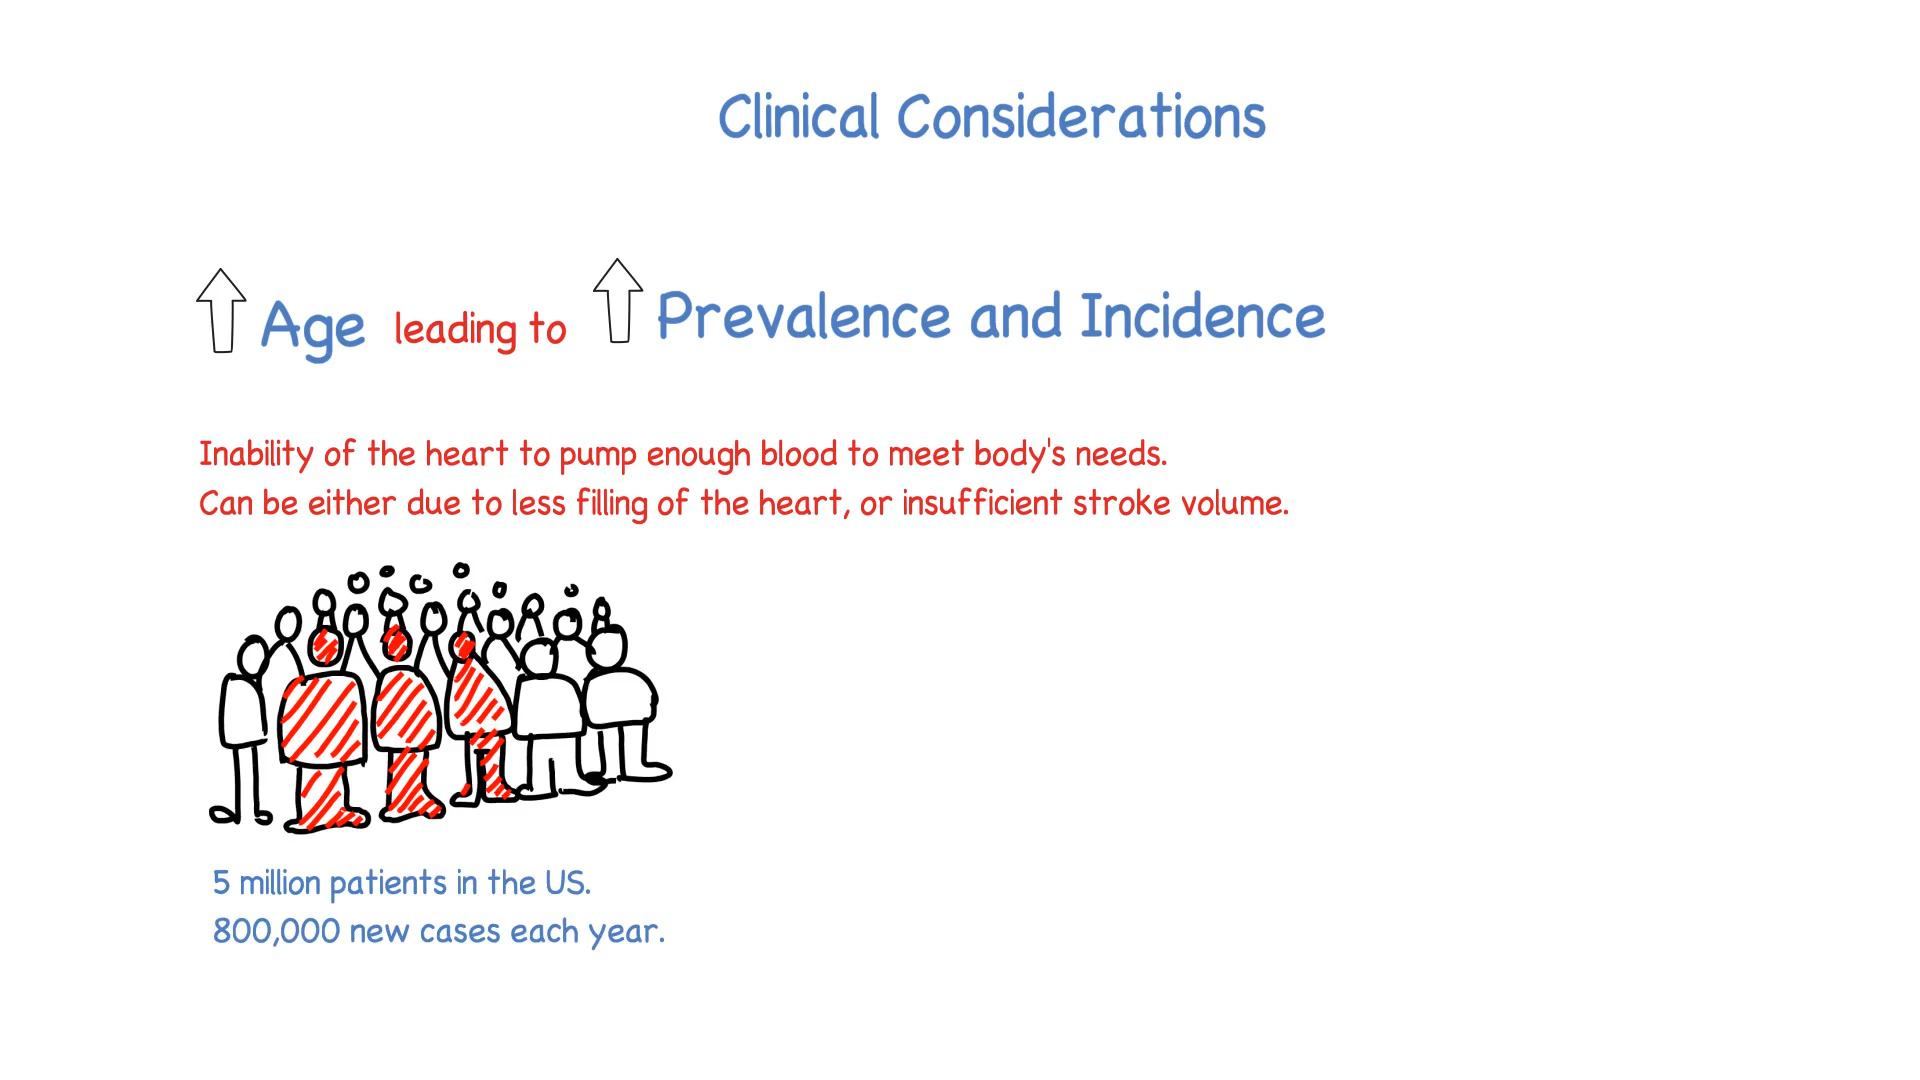 Clinical Considerations
Age leading to Prevalence and Incidence
Inability of the heart to pump enough blood to meet body's needs.
Can be either due to less filling of the heart, or insufficient stroke volume.
5 million patients in the US.
800,000 new cases each year.